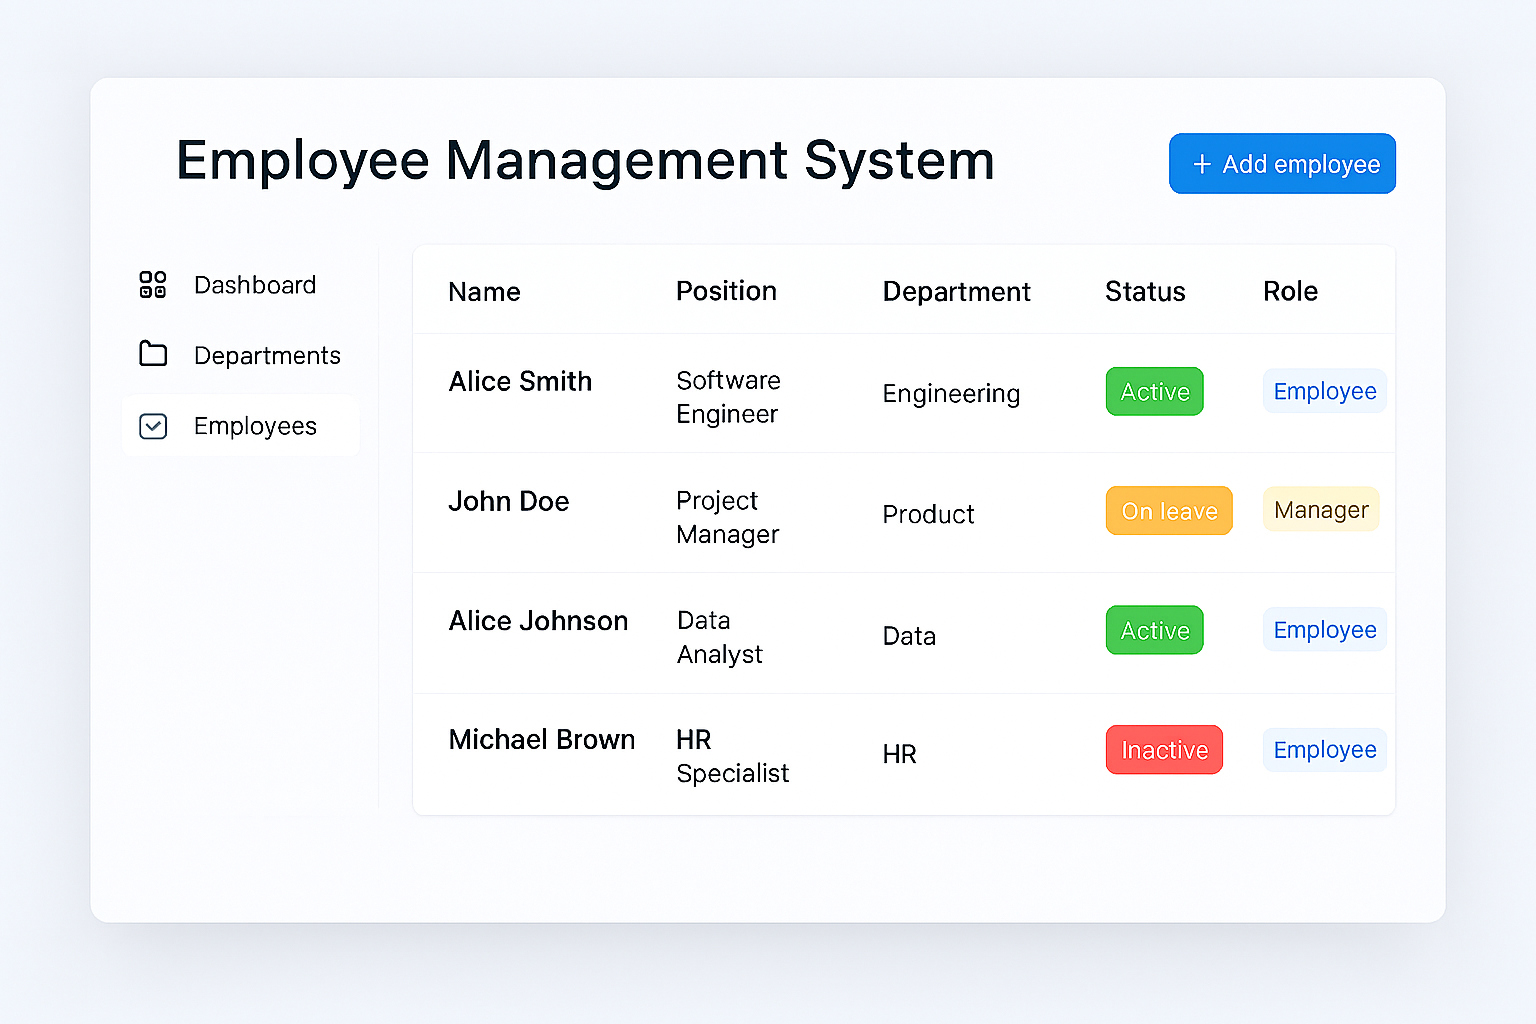 Employee Management System
+ Add employee
Dashboard
Departments
Employees
Name Position Department Status Role
Alice Smith Software Engineer Engineering Active Employee
John Doe Project Manager Product On leave Manager
Alice Johnson Data Analyst Data Active Employee
Michael Brown HR Specialist HR Inactive Employee